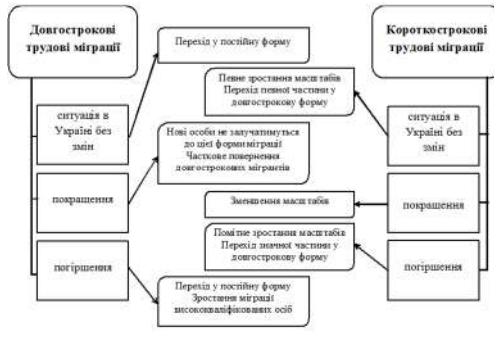 Довгострокові
трудові міграції
Перехід у постійну форму
Короткострокові
трудові міграції
Певне зростання масштабів
Перехід певної частини у
довгострокову форму
ситуація в
Україні без
змін
ситуація в
Україні без
змін
Нові особи не залучатимуться
до цієї форми міграції
Часткове повернення
довгострокових мігрантів
покращення
Зменшення масштабів
покращення
Помітне зростання масштабів
Перехід значної частини у
довгострокову форму
погіршення
погіршення
Перехід у постійну форму
Зростання міграції
висококваліфікованих осіб